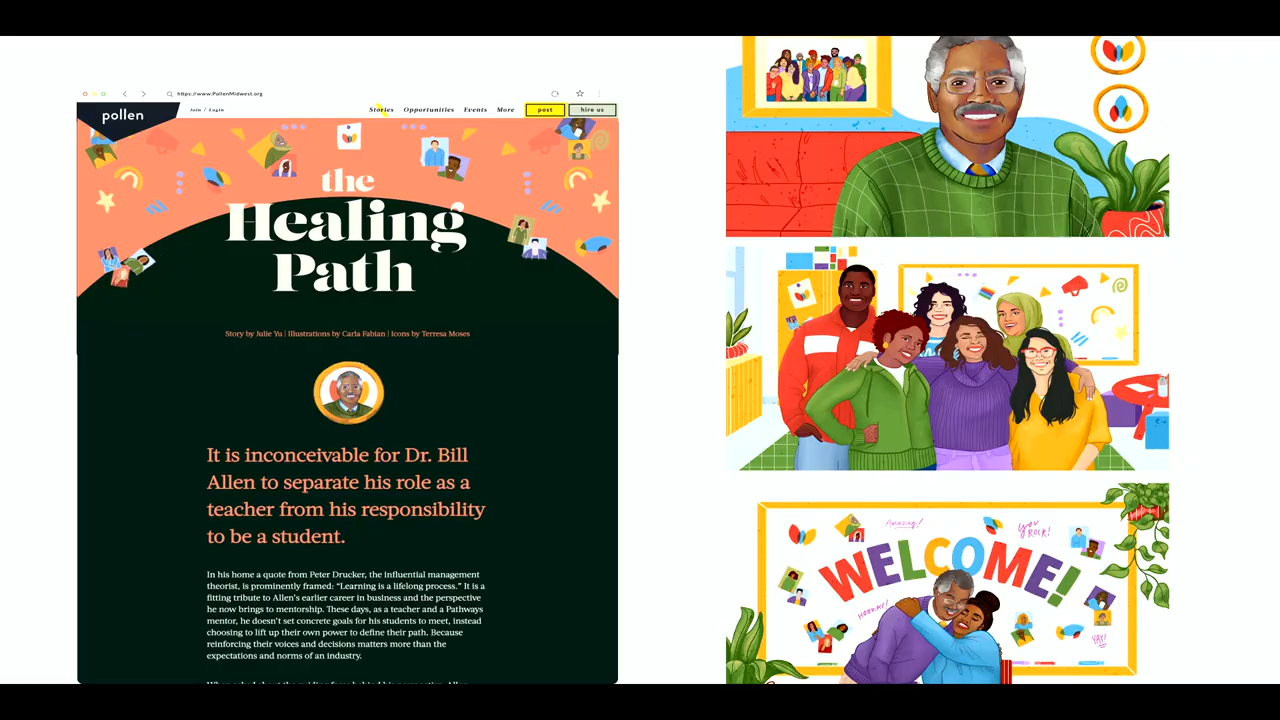 https://www.PollenMidwest.org
pollen
Join / Login
Stories Opportunities Events More post hire us
the
Healing
Path
Story by Julie Yu | Illustrations by Carla Fabian | Icons by Terresa Moses
It is inconceivable for Dr. Bill
Allen to separate his role as a
teacher from his responsibility
to be a student.
In his home a quote from Peter Drucker, the influential management
theorist, is prominently framed: “Learning is a lifelong process.” It is a
fitting tribute to Allen's earlier career in business and the perspective
he now brings to mentorship. These days, as a teacher and a Pathways
mentor, he doesn't set concrete goals for his students to meet, instead
choosing to lift up their own power to define their path. Because
reinforcing their voices and decisions matters more than the
expectations and norms of an industry.
Amazing!
you
ROCK!
WELCOME!
HOORAY!
YAY!